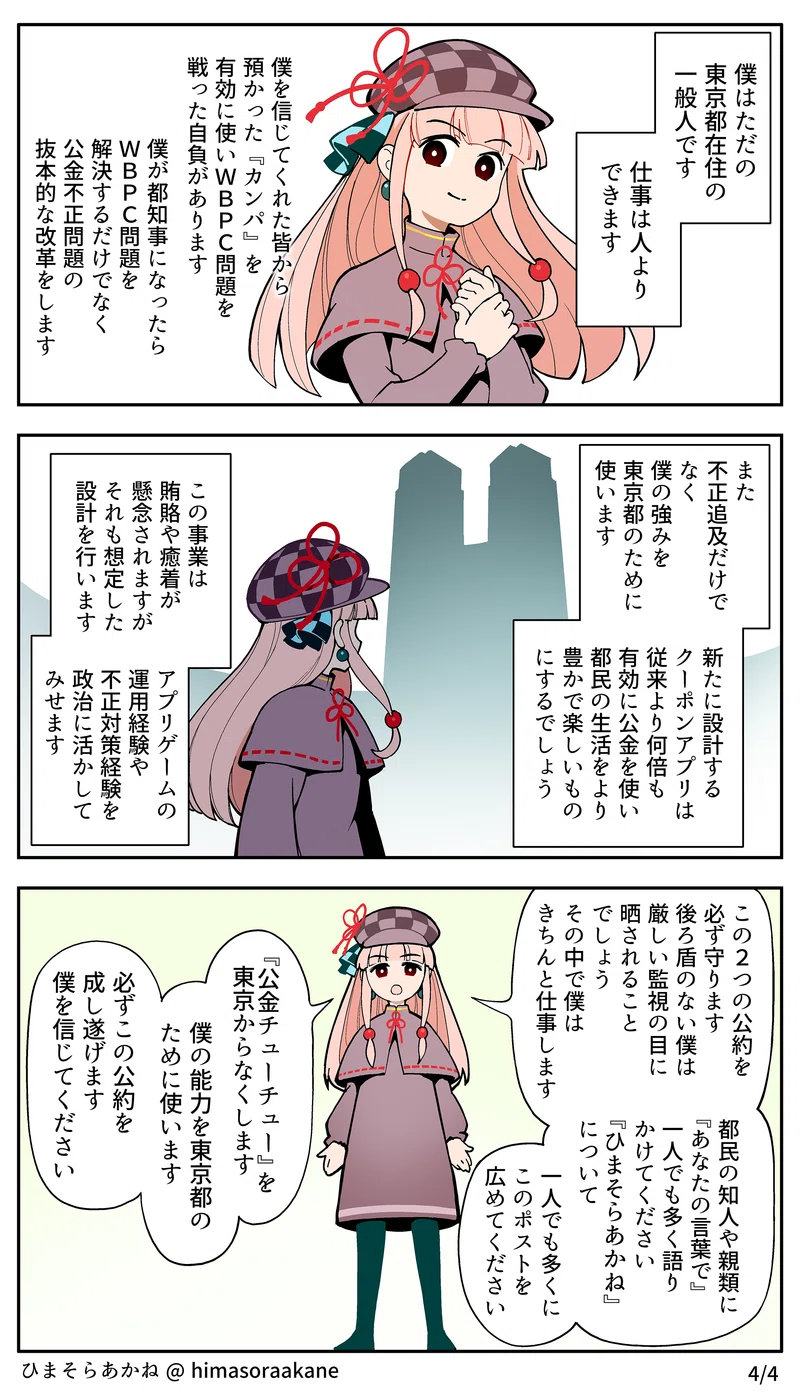 僕はただの
東京都在住の
一般人です
仕事は人より
できます
僕を信じてくれた皆から
預かった『カンパ』を
有効に使いWBPC問題を
戦った自負があります
僕が都知事になったら
WBPC問題を
解決するだけでなく
公金不正問題の
抜本的な改革をします
また
不正追及だけで
なく
僕の強みを
東京都のために
使います
新たに設計する
クーポンアプリは
従来より何倍も
有効に公金を使い
都民の生活をより
豊かで楽しいもの
にするでしょう
この事業は
賄賂や癒着が
懸念されますが
それも想定した
設計を行います
アプリゲームの
運用経験や
不正対策経験を
政治に活かして
みせます
この2つの公約を
必ず守ります
後ろ盾のない僕は
厳しい監視の目に
晒されること
でしょう
その中で僕は
きちんと仕事します
都民の知人や親類に
『あなたの言葉で』
一人でも多く語り
かけてください
『ひまそらあかね』
について
一人でも多くに
このポストを
広めてください
『公金チューチュー』を
東京からなくします
僕の能力を東京都の
ために使います
必ずこの公約を
成し遂げます
僕を信じてください
ひまそらあかね @ himasoraakane
4/4